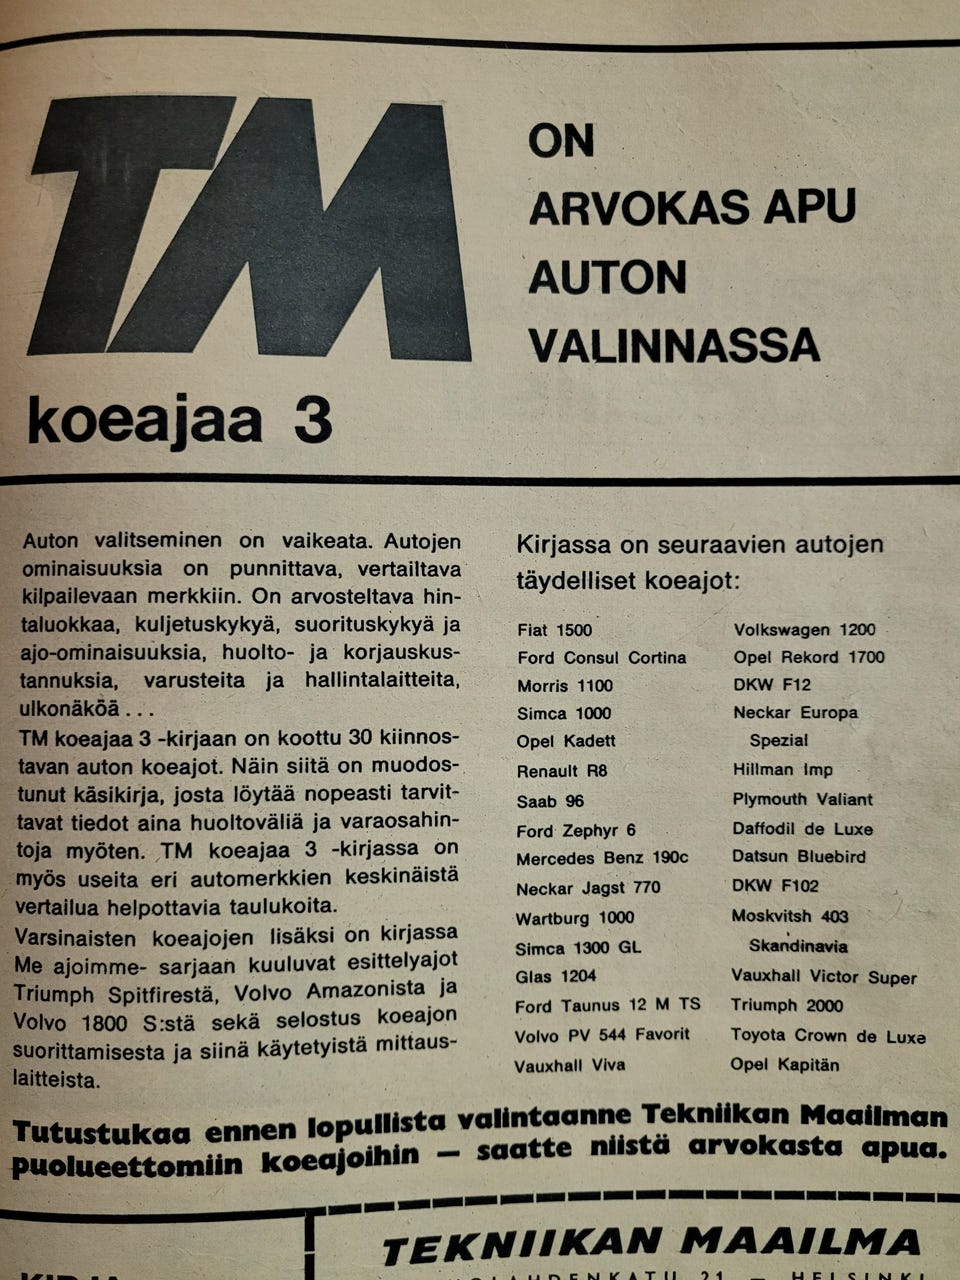 TM
koeajaa 3
ON
ARVOKAS APU
AUTON
VALINNASSA
Auton valitseminen on vaikeata. Autojen
ominaisuuksia on punnittava, vertailtava
kilpailevaan merkkiin. On arvosteltava hin-
taluokkaa, kuljetuskykyä, suorituskykyä ja
ajo-ominaisuuksia, huolto- ja korjauskus-
tannuksia, varusteita ja hallintalaitteita,
ulkonäköä . . .
TM koeajaa 3 -kirjaan on koottu 30 kiinnos-
tavan auton koeajot. Näin siitä on muodos-
tunut käsikirja, josta löytää nopeasti tarvit-
tavat tiedot aina huoltoväliä ja varaosahin-
toja myöten. TM koeajaa 3 -kirjassa on
myös useita eri automerkkien keskinäistä
vertailua helpottavia taulukoita.
Varsinaisten koeajojen lisäksi on kirjassa
Me ajoimme- sarjaan kuuluvat esittelyajot
Triumph Spitfirestä, Volvo Amazonista ja
Volvo 1800 S:stä sekä selostus koeajon
suorittamisesta ja siinä käytetyistä mittaus-
laitteista.
Kirjassa on seuraavien autojen
täydelliset koeajot:
Fiat 1500
Ford Consul Cortina
Morris 1100
Simca 1000
Opel Kadett
Renault R8
Saab 96
Ford Zephyr 6
Mercedes Benz 190c
Neckar Jagst 770
Wartburg 1000
Simca 1300 GL
Glas 1204
Ford Taunus 12 M TS
Volvo PV 544 Favorit
Vauxhall Viva
Volkswagen 1200
Opel Rekord 1700
DKW F12
Neckar Europa
Spezial
Hillman Imp
Plymouth Valiant
Daffodil de Luxe
Datsun Bluebird
DKW F102
Moskvitsh 403
Skandinavia
Vauxhall Victor Super
Triumph 2000
Toyota Crown de Luxe
Opel Kapitän
Tutustukaa ennen lopullista valintaanne Tekniikan Maailman
puolueettomiin koeajoihin — saatte niistä arvokasta apua.
TEKNIIKAN MAAILMA
21 — HELSINKI